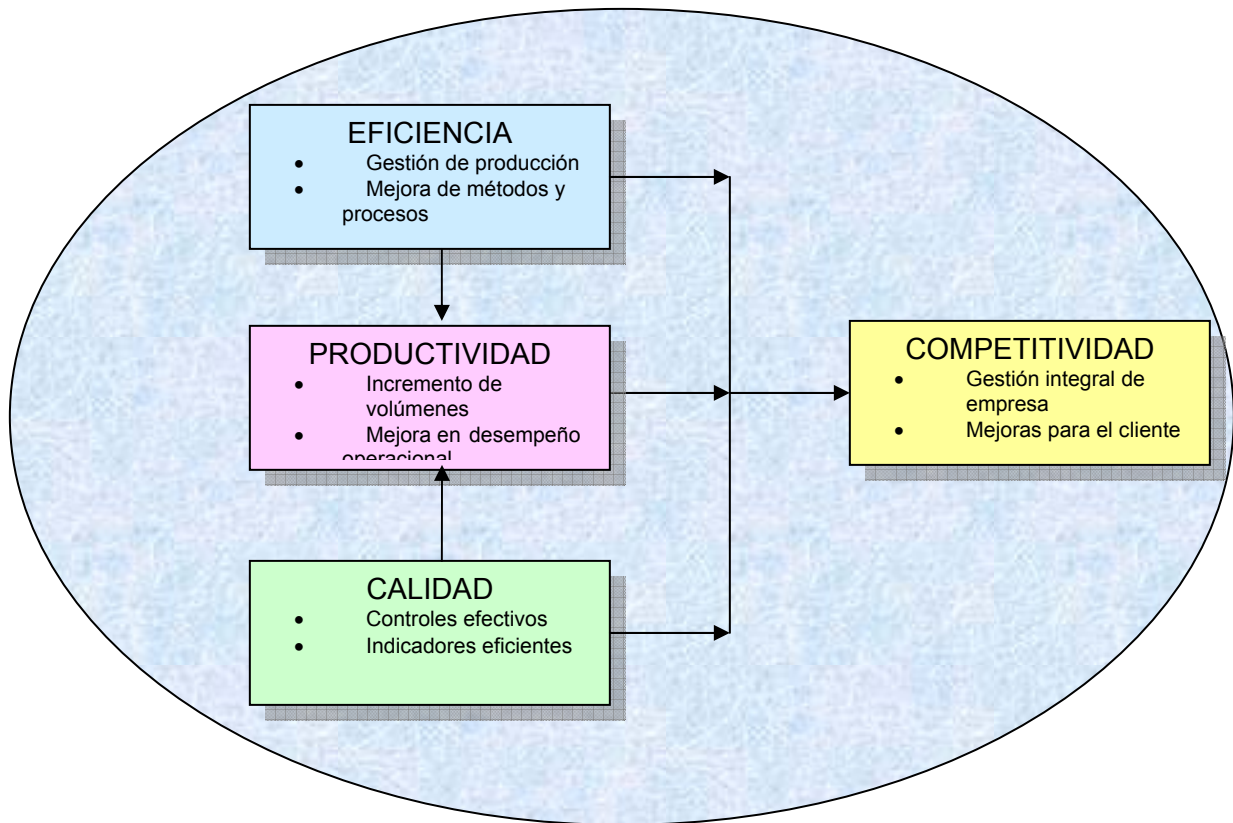 EFICIENCIA
• Gestión de producción
• Mejora de métodos y
procesos
PRODUCTIVIDAD
• Incremento de
volúmenes
• Mejora en desempeño
operacional
COMPETITIVIDAD
• Gestión integral de
empresa
• Mejoras para el cliente
CALIDAD
• Controles efectivos
• Indicadores eficientes